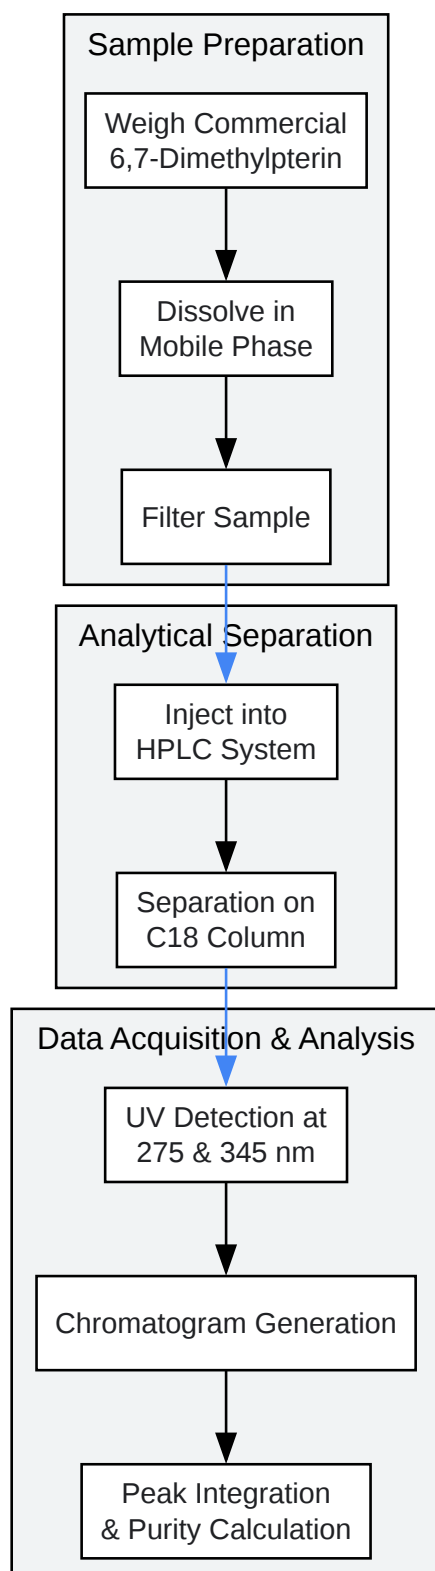 Sample Preparation
Weigh Commercial
6,7-Dimethylpterin
Dissolve in
Mobile Phase
Filter Sample
Analytical Separation
Inject into
HPLC System
Separation on
C18 Column
Data Acquisition & Analysis
UV Detection at
275 & 345 nm
Chromatogram Generation
Peak Integration
& Purity Calculation